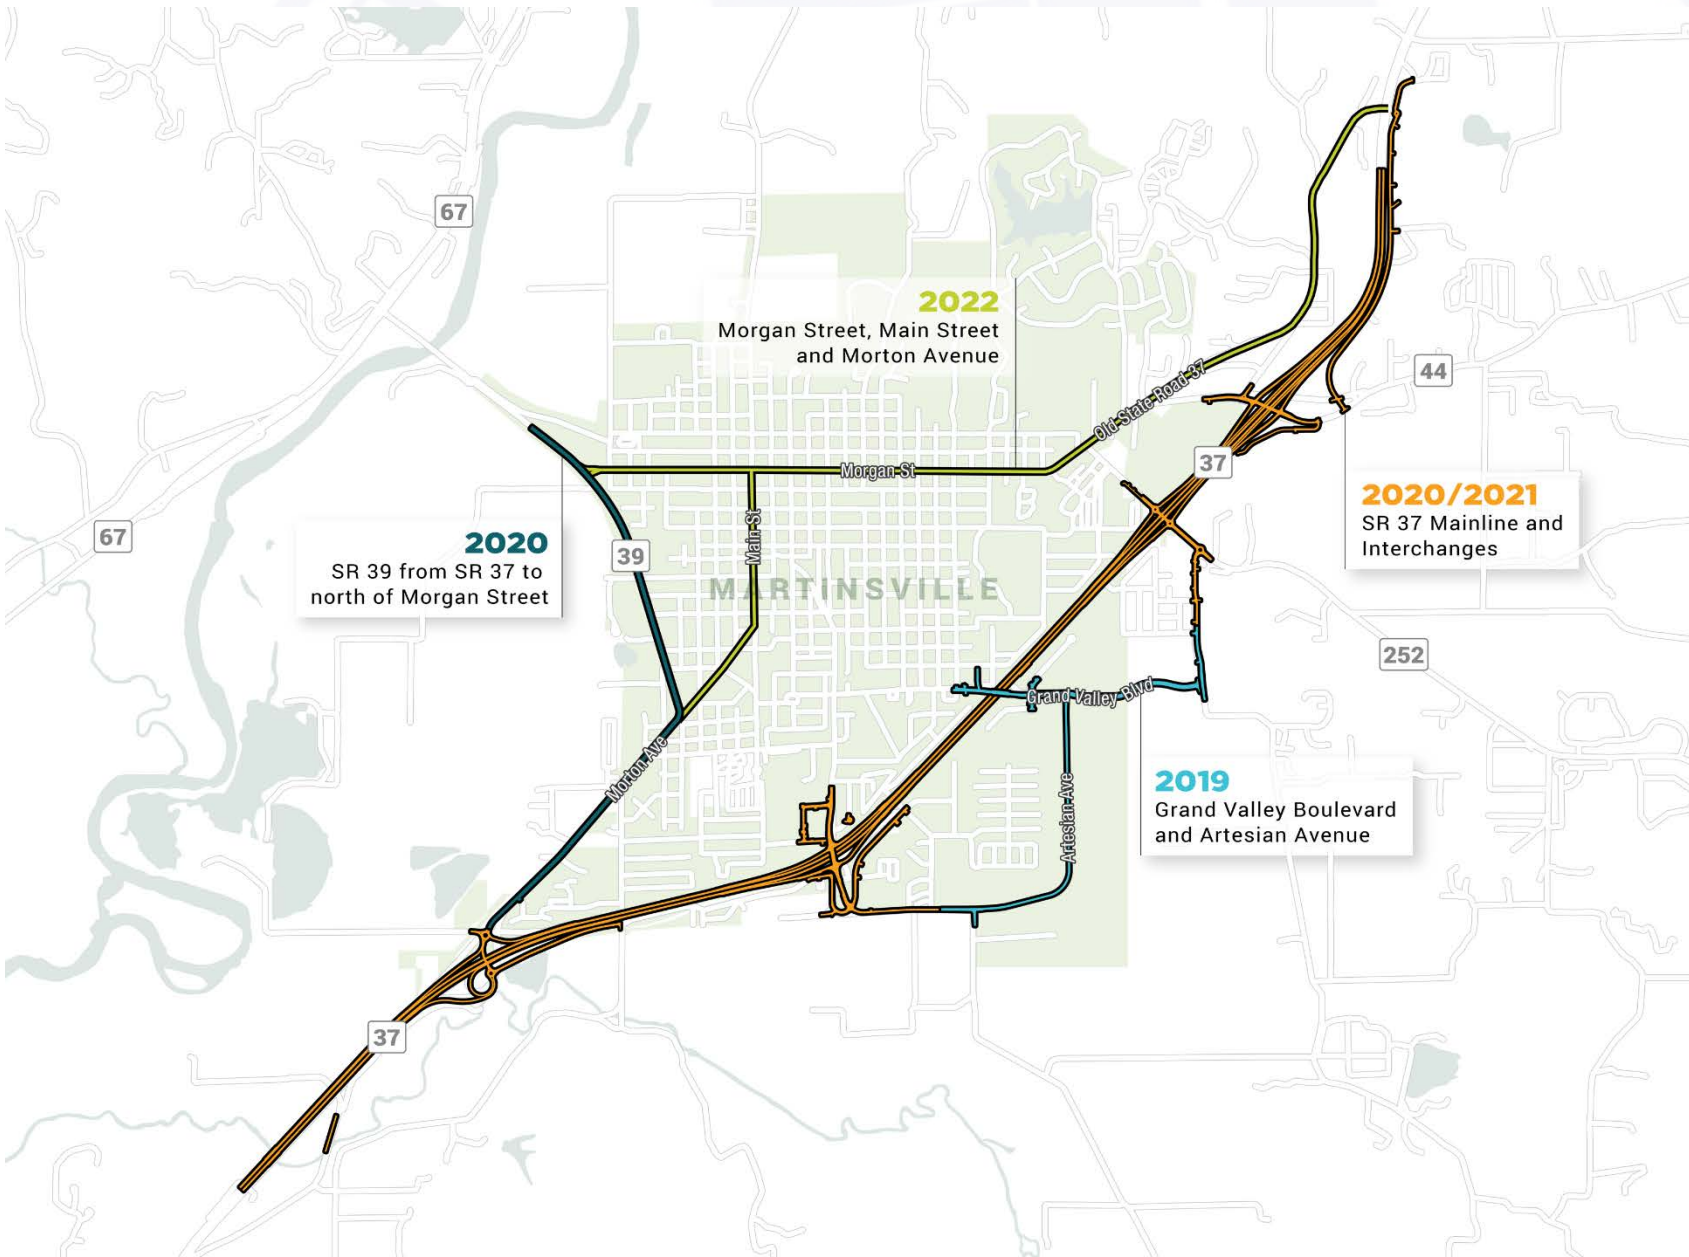 67
2022
Morgan Street, Main Street
and Morton Avenue
44
Old State Road 37
Morgan St
37
2020/2021
SR 37 Mainline and
Interchanges
67
2020
SR 39 from SR 37 to
north of Morgan Street
39
Main St
MARTINSVILLE
252
Grand Valley Blvd
Morton Ave
Artesian Ave
2019
Grand Valley Boulevard
and Artesian Avenue
37